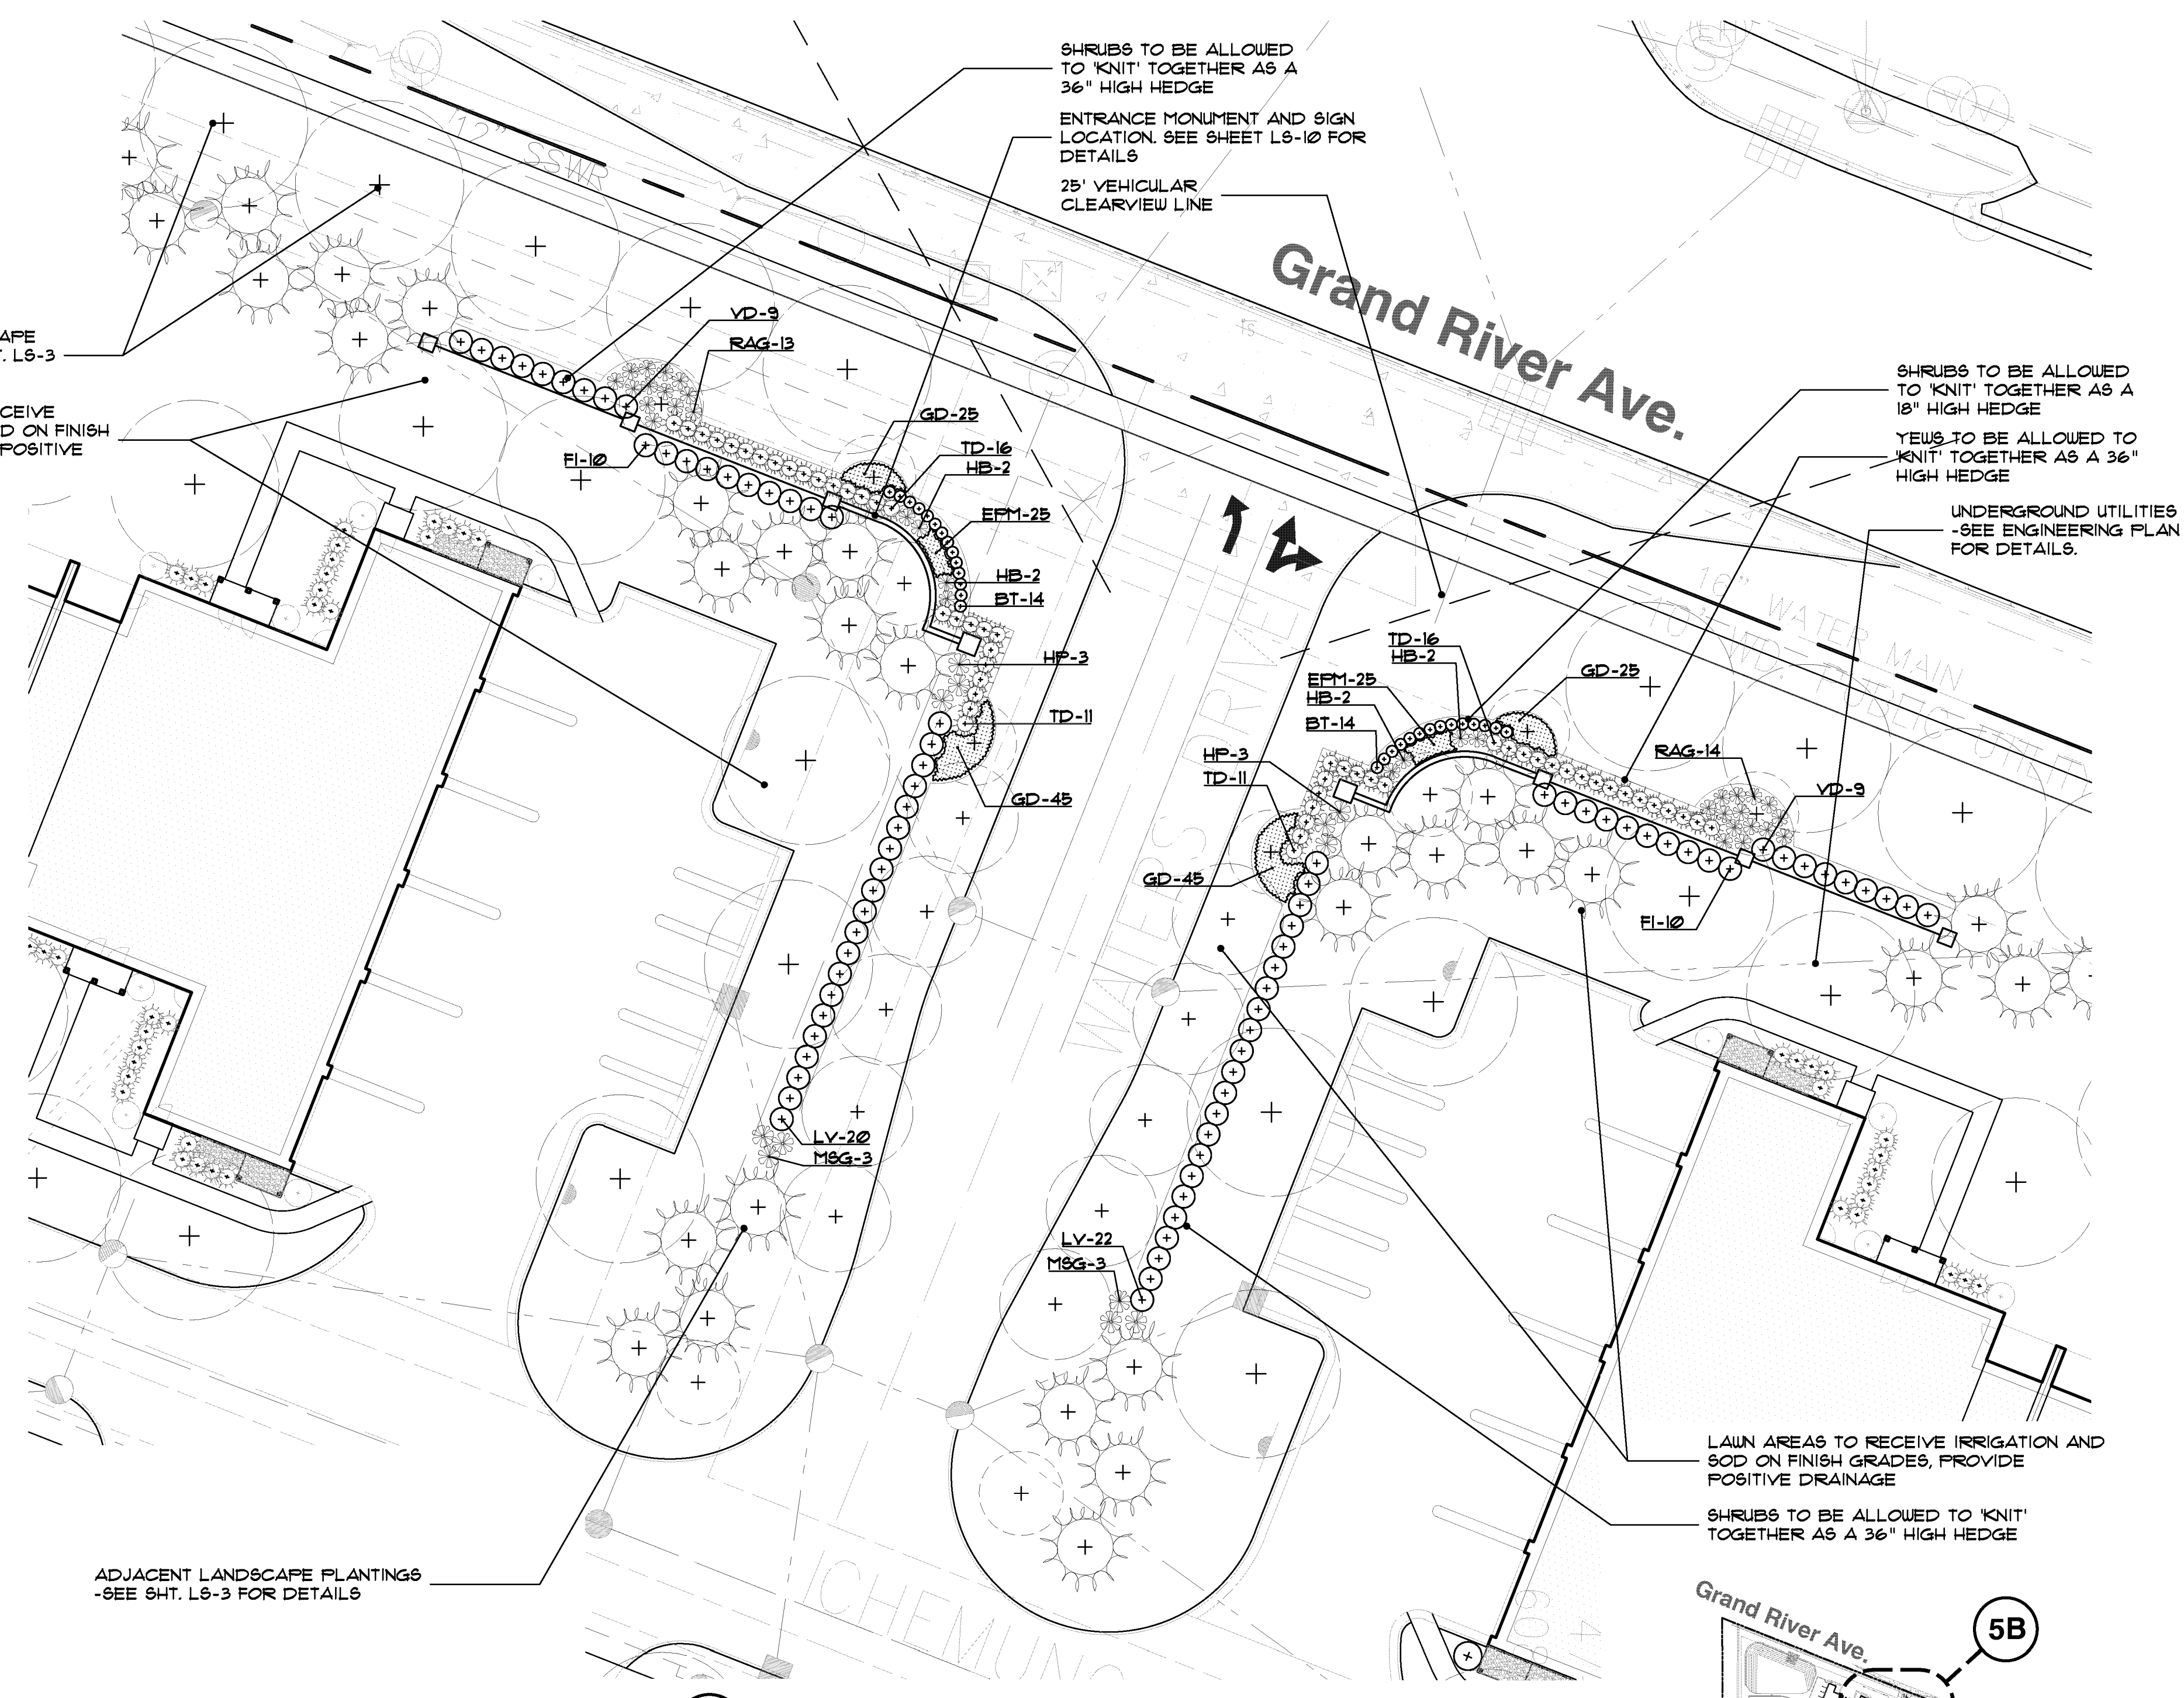 SHRUBS TO BE ALLOWED
TO 'KNIT' TOGETHER AS A
36" HIGH HEDGE
ENTRANCE MONUMENT AND SIGN
LOCATION. SEE SHEET LS-10 FOR
DETAILS
25' VEHICULAR
CLEARVIEW LINE
12"
SSWR
Grand River Ave.
APE
T. LS-3
CEIVE
D ON FINISH
POSITIVE
VD-9
RAG-13
GD-25
TD-16
HB-2
FI-10
EPM-25
HB-2
BT-14
HP-3
TD-11
GD-45
LV-20
MSG-3
SHRUBS TO BE ALLOWED
TO 'KNIT' TOGETHER AS A
18" HIGH HEDGE
YEWS TO BE ALLOWED TO
'KNIT' TOGETHER AS A 36"
HIGH HEDGE
UNDERGROUND UTILITIES
-SEE ENGINEERING PLAN
FOR DETAILS.
16" WATER MAIN
TD-16
HB-2
GD-25
EPM-25
HB-2
BT-14
HP-3
TD-11
RAG-14
VD-9
GD-45
FI-10
LV-22
MSG-3
LAWN AREAS TO RECEIVE IRRIGATION AND
SOD ON FINISH GRADES, PROVIDE
POSITIVE DRAINAGE
SHRUBS TO BE ALLOWED TO 'KNIT'
TOGETHER AS A 36" HIGH HEDGE
ADJACENT LANDSCAPE PLANTINGS
-SEE SHT. LS-3 FOR DETAILS
CHEMUNG
Grand River Ave.
5B